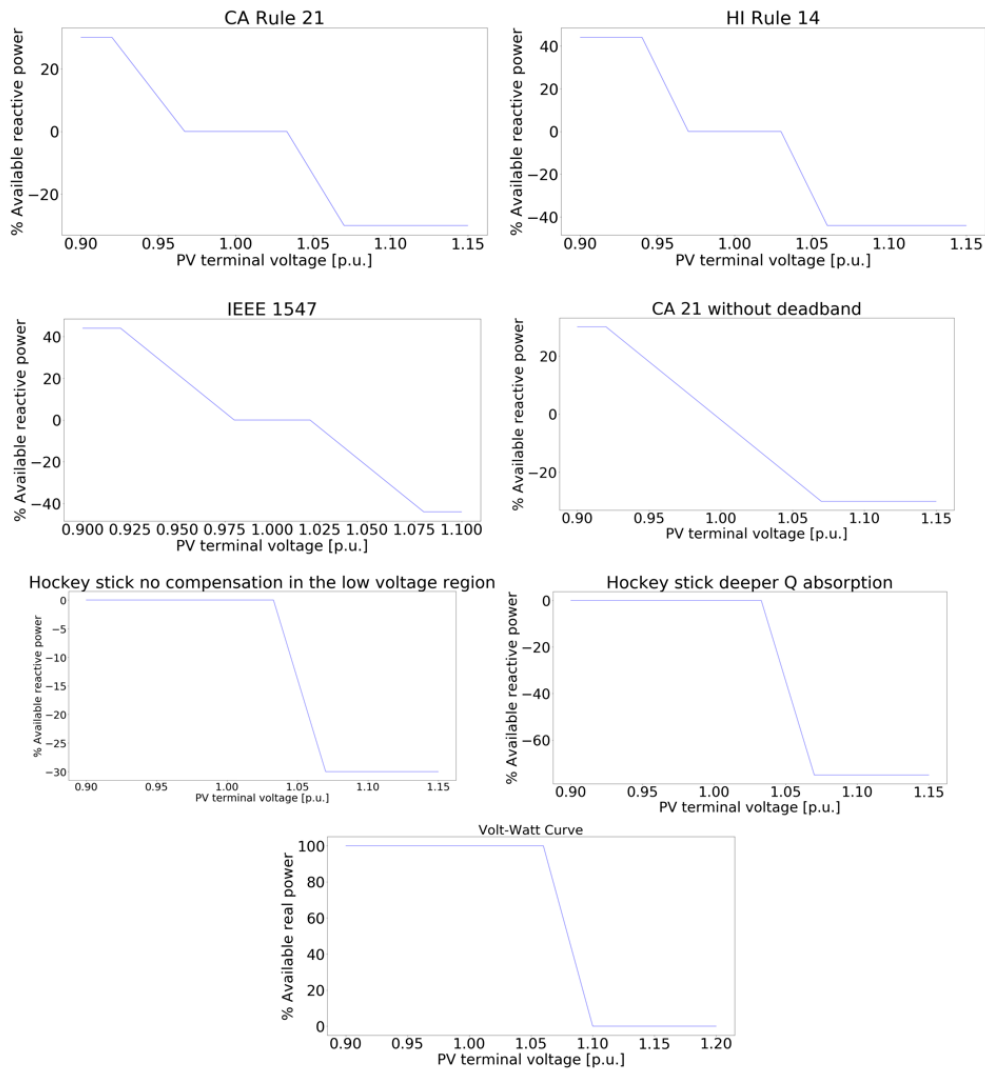 CA Rule 21
% Available reactive power
20
0
−20
0.90 0.95 1.00 1.05 1.10 1.15
PV terminal voltage [p.u.]
HI Rule 14
% Available reactive power
40
20
0
−20
−40
0.90 0.95 1.00 1.05 1.10 1.15
PV terminal voltage [p.u.]
IEEE 1547
% Available reactive power
40
20
0
−20
−40
0.900 0.925 0.950 0.975 1.000 1.025 1.050 1.075 1.100
PV terminal voltage [p.u.]
CA 21 without deadband
% Available reactive power
20
0
−20
0.90 0.95 1.00 1.05 1.10 1.15
PV terminal voltage [p.u.]
Hockey stick no compensation in the low voltage region
% Available reactive power
0
−5
−10
−15
−20
−25
−30
0.90 0.95 1.00 1.05 1.10 1.15
PV terminal voltage [p.u.]
Hockey stick deeper Q absorption
% Available reactive power
0
−20
−40
−60
0.90 0.95 1.00 1.05 1.10 1.15
PV terminal voltage [p.u.]
Volt-Watt Curve
% Available real power
100
80
60
40
20
0
0.90 0.95 1.00 1.05 1.10 1.15 1.20
PV terminal voltage [p.u.]